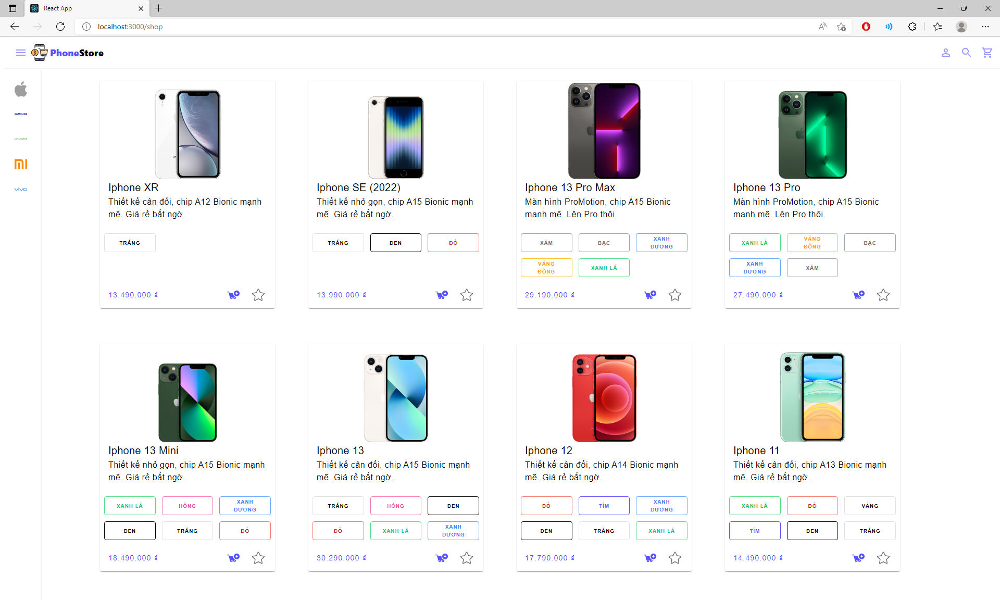 React App
localhost:3000/shop
PhoneStore
SAMSUNG
oppo
mi
vivo
Iphone XR
Thiết kế cân đối, chip A12 Bionic mạnh
mẽ. Giá rẻ bất ngờ.
TRẮNG
13.490.000 ₫
Iphone SE (2022)
Thiết kế nhỏ gọn, chip A15 Bionic mạnh
mẽ. Giá rẻ bất ngờ.
TRẮNG ĐEN ĐỎ
13.990.000 ₫
Iphone 13 Pro Max
Màn hình ProMotion, chip A15 Bionic
mạnh mẽ. Lên Pro thôi.
XÁM BẠC XANH
DƯƠNG
VÀNG
ĐỒNG XANH LÁ
29.190.000 ₫
Iphone 13 Pro
Màn hình ProMotion, chip A15 Bionic
mạnh mẽ. Lên Pro thôi.
XANH LÁ VÀNG
ĐỒNG BẠC
XANH
DƯƠNG XÁM
27.490.000 ₫
Iphone 13 Mini
Thiết kế nhỏ gọn, chip A15 Bionic mạnh
mẽ. Giá rẻ bất ngờ.
XANH LÁ HỒNG XANH
DƯƠNG
ĐEN TRẮNG ĐỎ
18.490.000 ₫
Iphone 13
Thiết kế cân đối, chip A15 Bionic mạnh
mẽ. Giá rẻ bất ngờ.
TRẮNG HỒNG ĐEN
ĐỎ XANH LÁ XANH
DƯƠNG
30.290.000 ₫
Iphone 12
Thiết kế cân đối, chip A14 Bionic mạnh
mẽ. Giá rẻ bất ngờ.
ĐỎ TÍM XANH
DƯƠNG
ĐEN TRẮNG XANH LÁ
17.790.000 ₫
Iphone 11
Thiết kế cân đối, chip A13 Bionic mạnh
mẽ. Giá rẻ bất ngờ.
XANH LÁ ĐỎ VÀNG
TÍM ĐEN TRẮNG
14.490.000 ₫